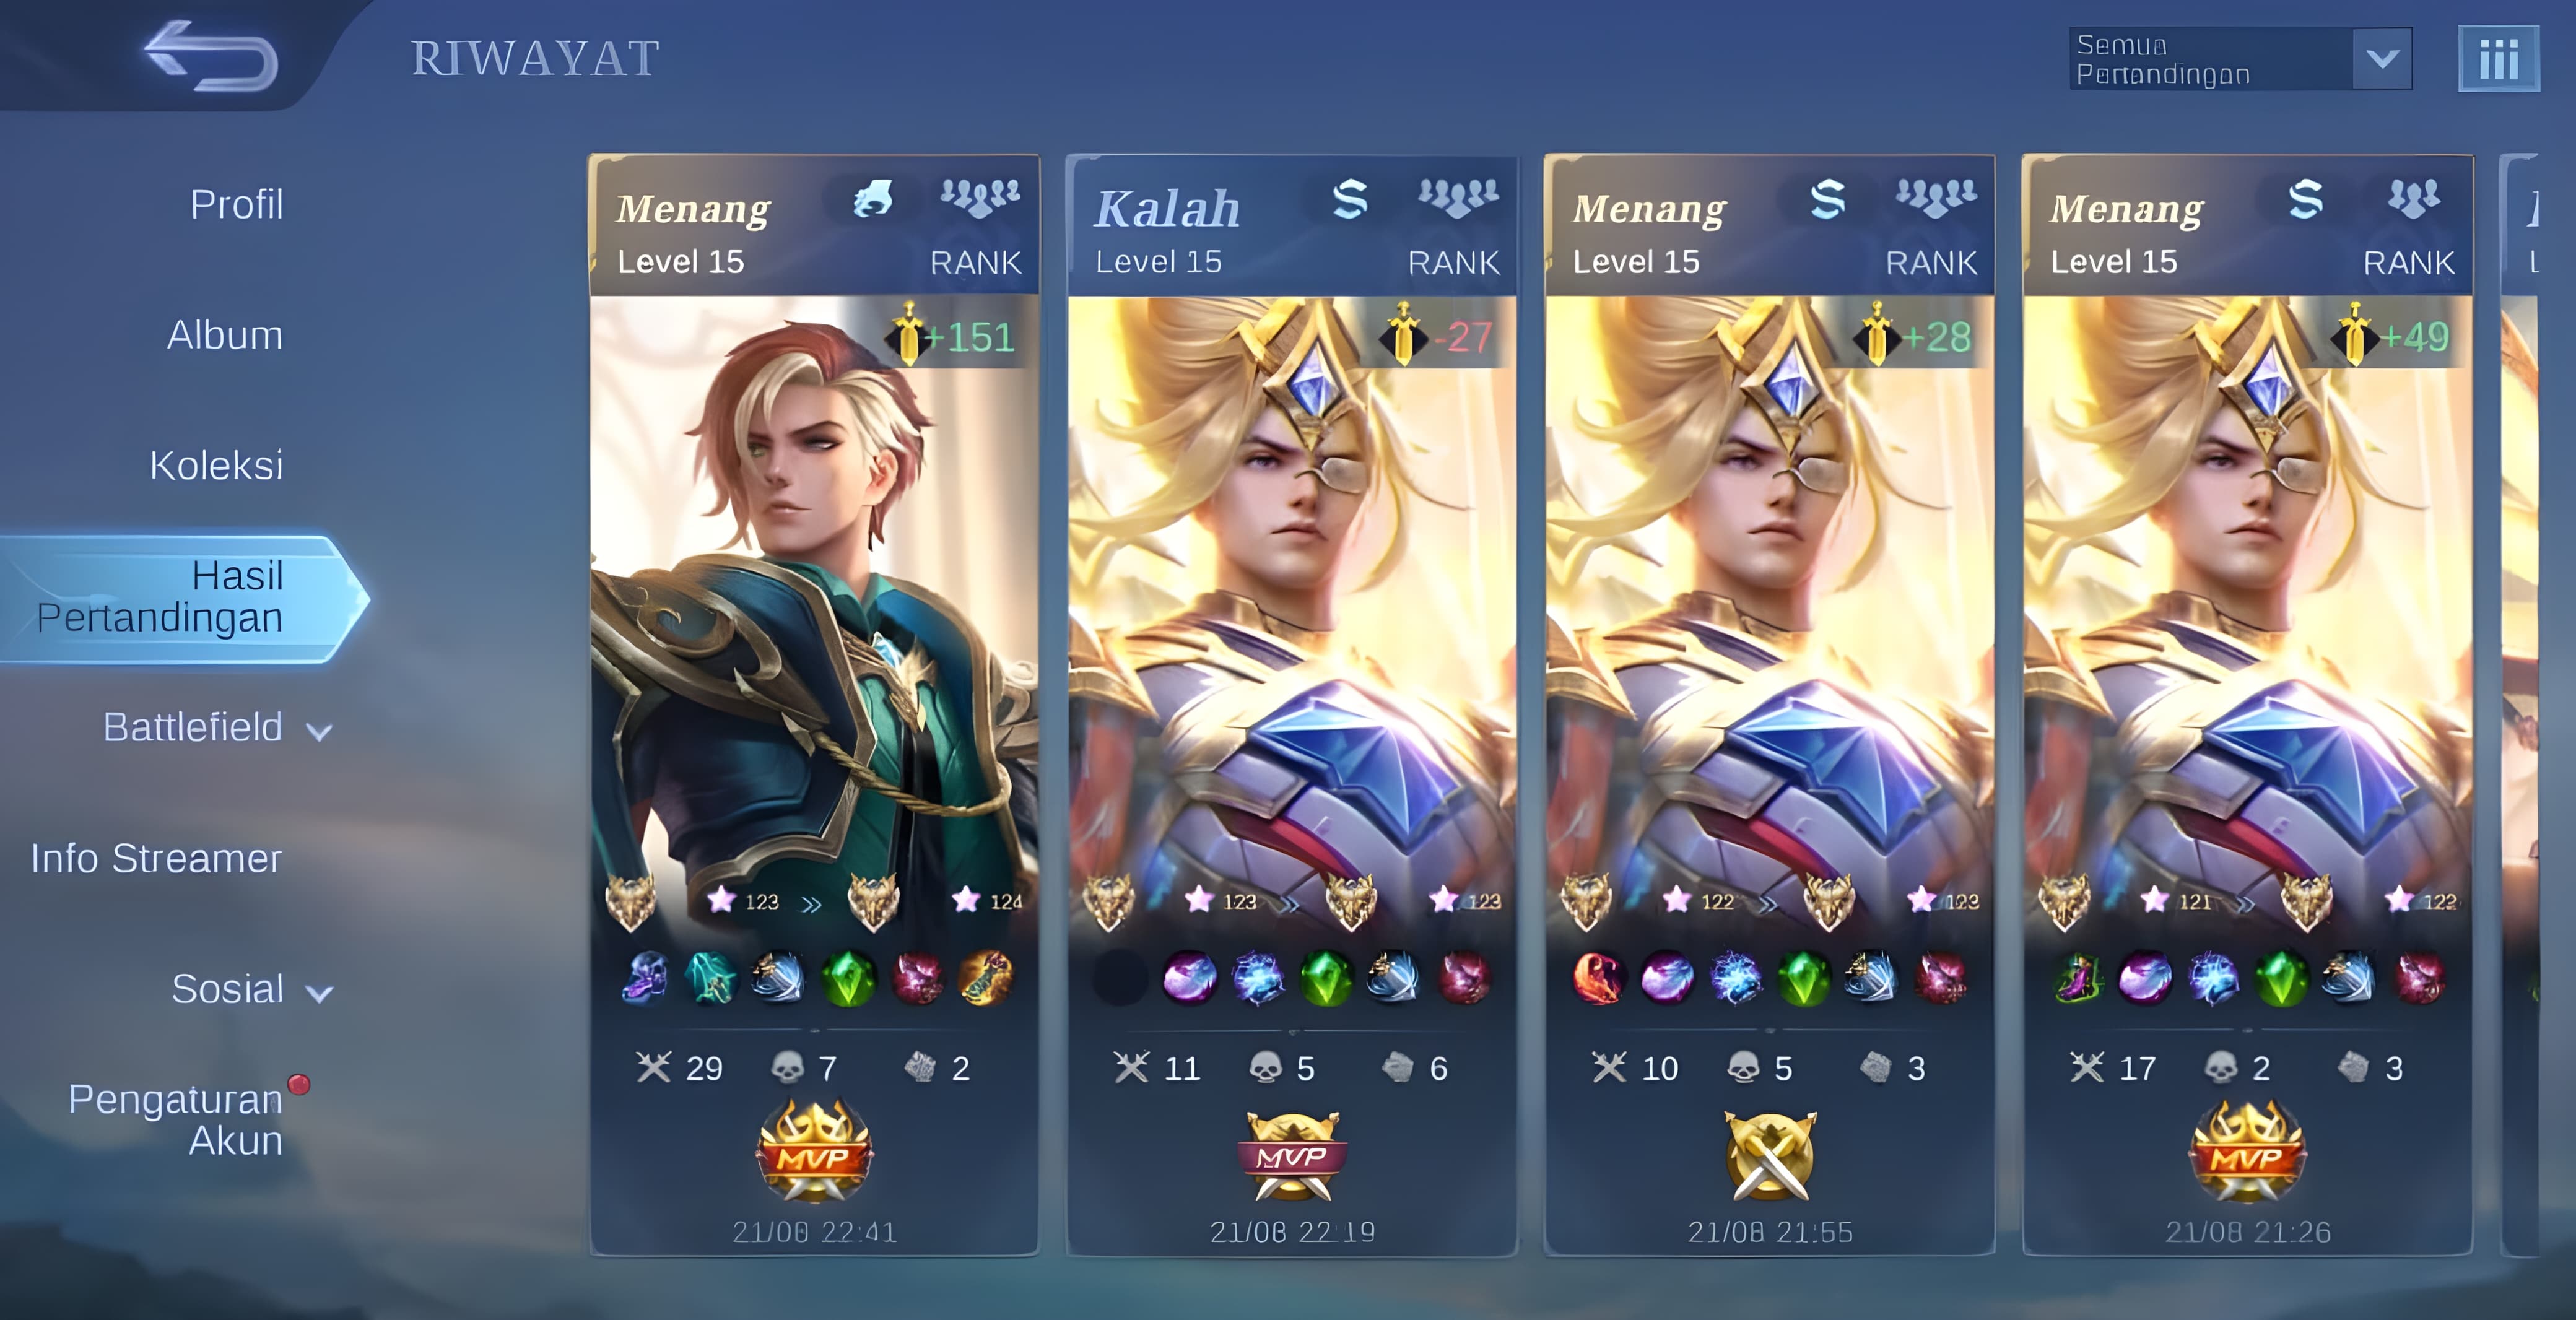 RIWAYAT
Semua
Pertandingan
Profil
Album
Koleksi
Hasil
Pertandingan
Battlefield
Info Streamer
Sosial
Pengaturan
Akun
Menang
Level 15
RANK
+151
123
124
29
7
2
MVP
21/08 22:41
Kalah
Level 15
RANK
-27
123
123
11
5
6
MVP
21/08 22:19
Menang
Level 15
RANK
+28
122
123
10
5
3
21/08 21:55
Menang
Level 15
RANK
+49
121
122
17
2
3
MVP
21/08 21:26